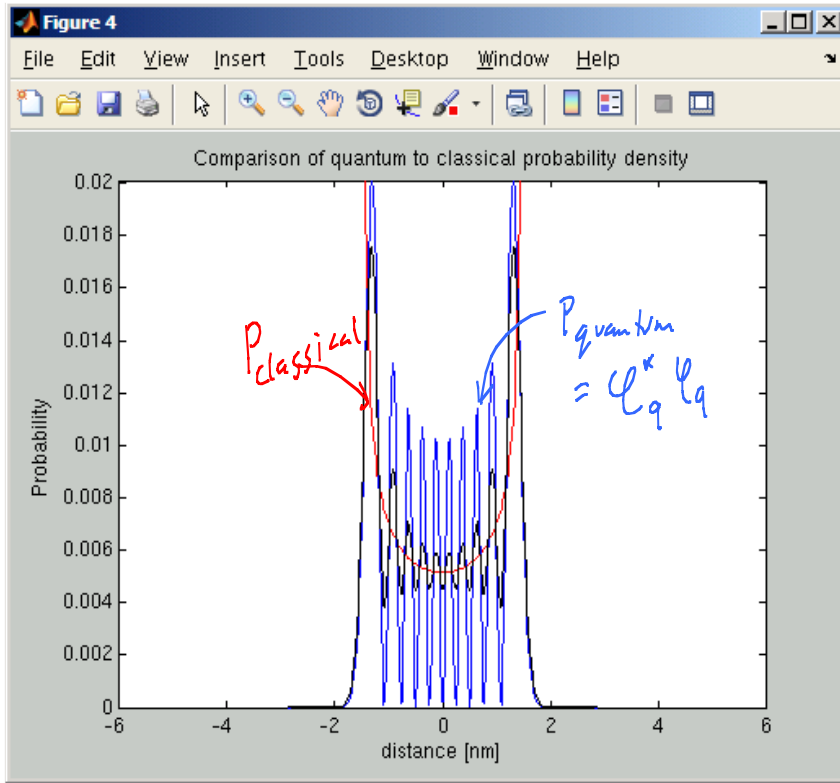 Figure 4
File Edit View Insert Tools Desktop Window Help
Comparison of quantum to classical probability density
0.02
0.018
0.016
0.014
0.012
0.01
0.008
0.006
0.004
0.002
0
Probability
P classical
P quantum
= φ*q φq
-6 -4 -2 0 2 4 6
distance [nm]